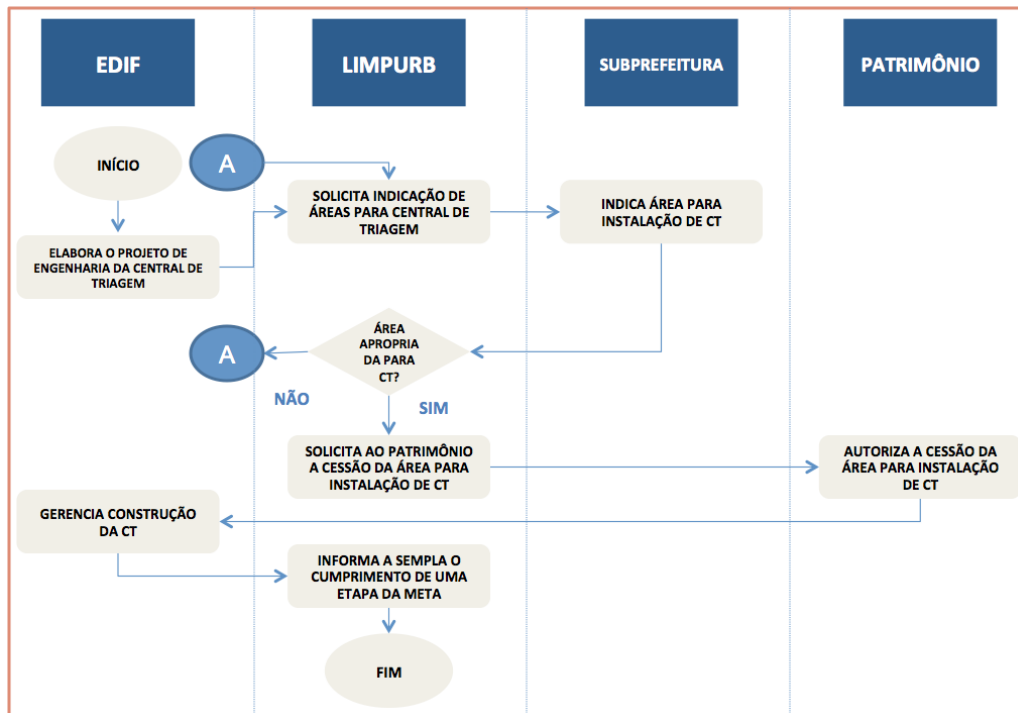 EDIF
LIMPURB
SUBPREFEITURA
PATRIMÔNIO
INÍCIO
A
SOLICITA INDICAÇÃO DE
ÁREAS PARA CENTRAL DE
TRIAGEM
INDICA ÁREA PARA
INSTALAÇÃO DE CT
ELABORA O PROJETO DE
ENGENHARIA DA CENTRAL DE
TRIAGEM
A
ÁREA
APROPRIA
DA PARA
CT?
NÃO
SIM
SOLICITA AO PATRIMÔNIO
A CESSÃO DA ÁREA PARA
INSTALAÇÃO DE CT
AUTORIZA A CESSÃO DA
ÁREA PARA INSTALAÇÃO
DE CT
GERENCIA CONSTRUÇÃO
DA CT
INFORMA A SEMPLA O
CUMPRIMENTO DE UMA
ETAPA DA META
FIM